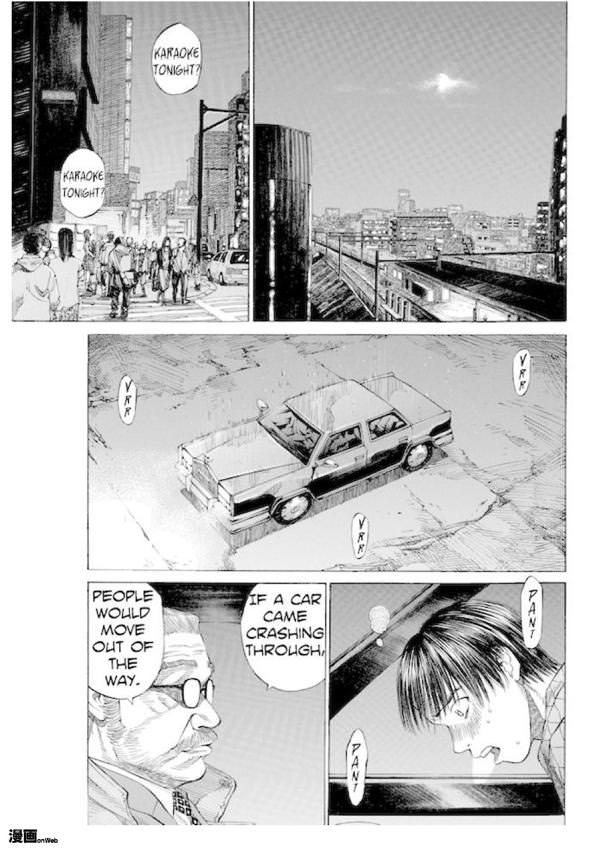 KARAOKE
TONIGHT?
KARAOKE
TONIGHT?
VRR
VRR
VRR
PANT
PANT
IF A CAR
CAME
CRASHING
THROUGH,
PEOPLE
WOULD
MOVE
OUT OF
THE
WAY.
漫画onWeb